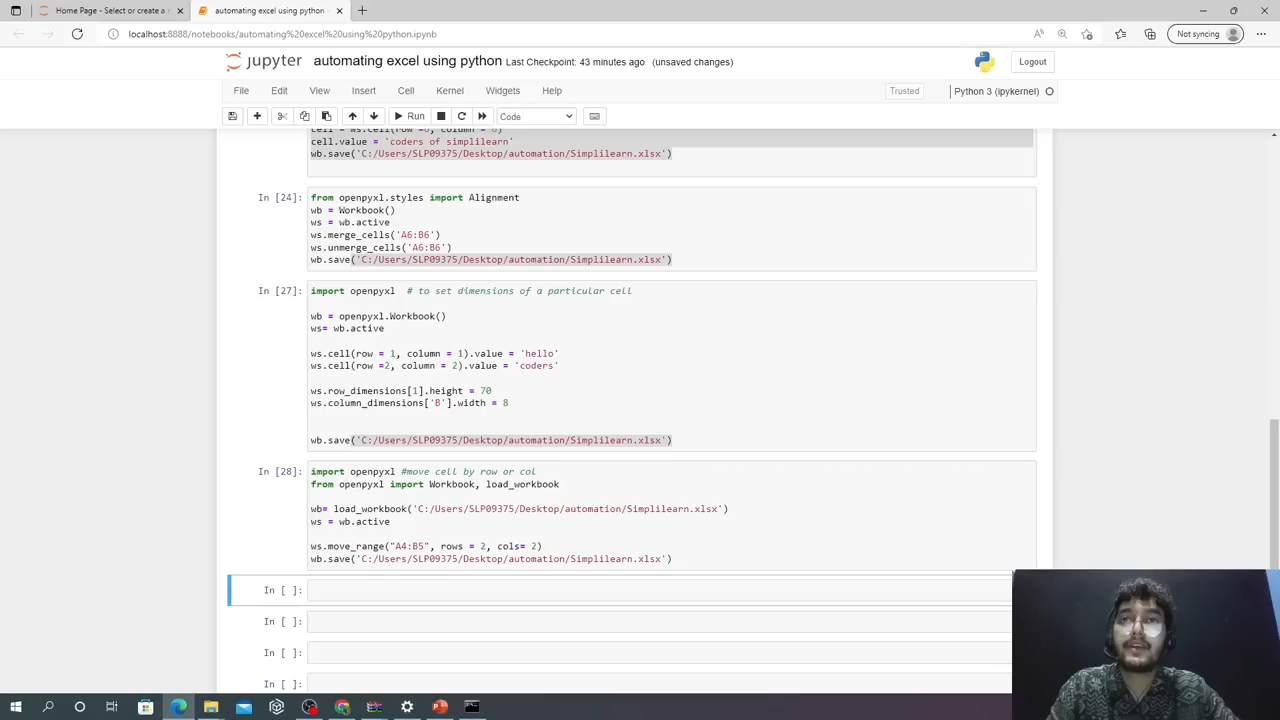 Home Page - Select or create a
automating excel using python -
localhost:8888/notebooks/automating%20excel%20using%20python.ipynb
Not syncing
jupyter automating excel using python Last Checkpoint: 43 minutes ago (unsaved changes)
Logout
File Edit View Insert Cell Kernel Widgets Help
Trusted
Python 3 (ipykernel)
Run
Code
cell = ws.cell(row =6, column = 6)
cell.value = 'coders of simplilearn'
wb.save('C:/Users/SLP09375/Desktop/automation/Simplilearn.xlsx')
In [24]:
from openpyxl.styles import Alignment
wb = Workbook()
ws = wb.active
ws.merge_cells('A6:B6')
ws.unmerge_cells('A6:B6')
wb.save('C:/Users/SLP09375/Desktop/automation/Simplilearn.xlsx')
In [27]:
import openpyxl # to set dimensions of a particular cell
wb = openpyxl.Workbook()
ws= wb.active
ws.cell(row = 1, column = 1).value = 'hello'
ws.cell(row =2, column = 2).value = 'coders'
ws.row_dimensions[1].height = 70
ws.column_dimensions['B'].width = 8
wb.save('C:/Users/SLP09375/Desktop/automation/Simplilearn.xlsx')
In [28]:
import openpyxl #move cell by row or col
from openpyxl import Workbook, load_workbook
wb= load_workbook('C:/Users/SLP09375/Desktop/automation/Simplilearn.xlsx')
ws = wb.active
ws.move_range("A4:B5", rows = 2, cols= 2)
wb.save('C:/Users/SLP09375/Desktop/automation/Simplilearn.xlsx')
In [ ]:
In [ ]:
In [ ]:
In [ ]: